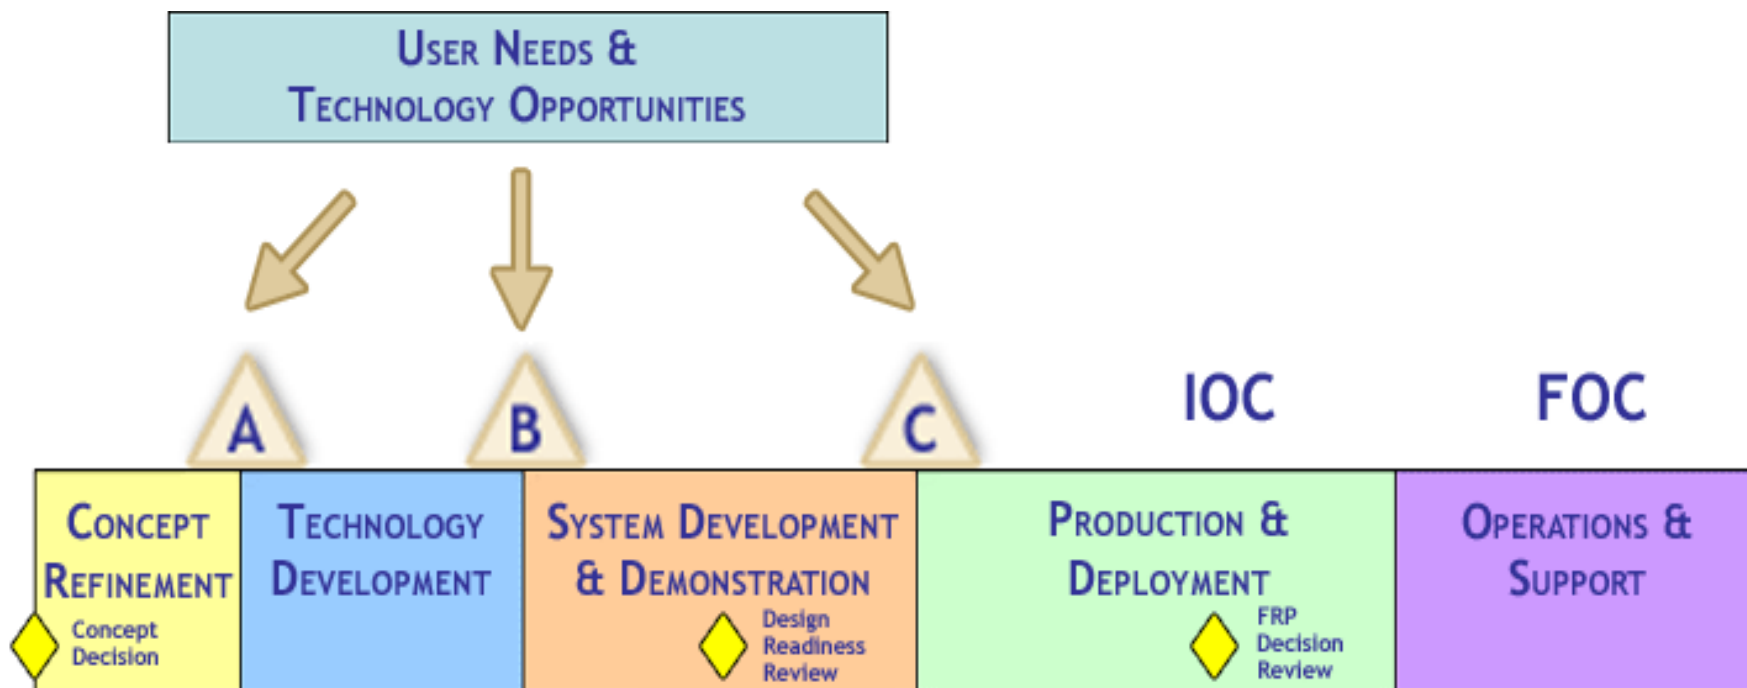 USER NEEDS &
TECHNOLOGY OPPORTUNITIES
A
B
C
IOC
FOC
CONCEPT
REFINEMENT
Concept
Decision
TECHNOLOGY
DEVELOPMENT
SYSTEM DEVELOPMENT
& DEMONSTRATION
Design
Readiness
Review
PRODUCTION &
DEPLOYMENT
FRP
Decision
Review
OPERATIONS &
SUPPORT